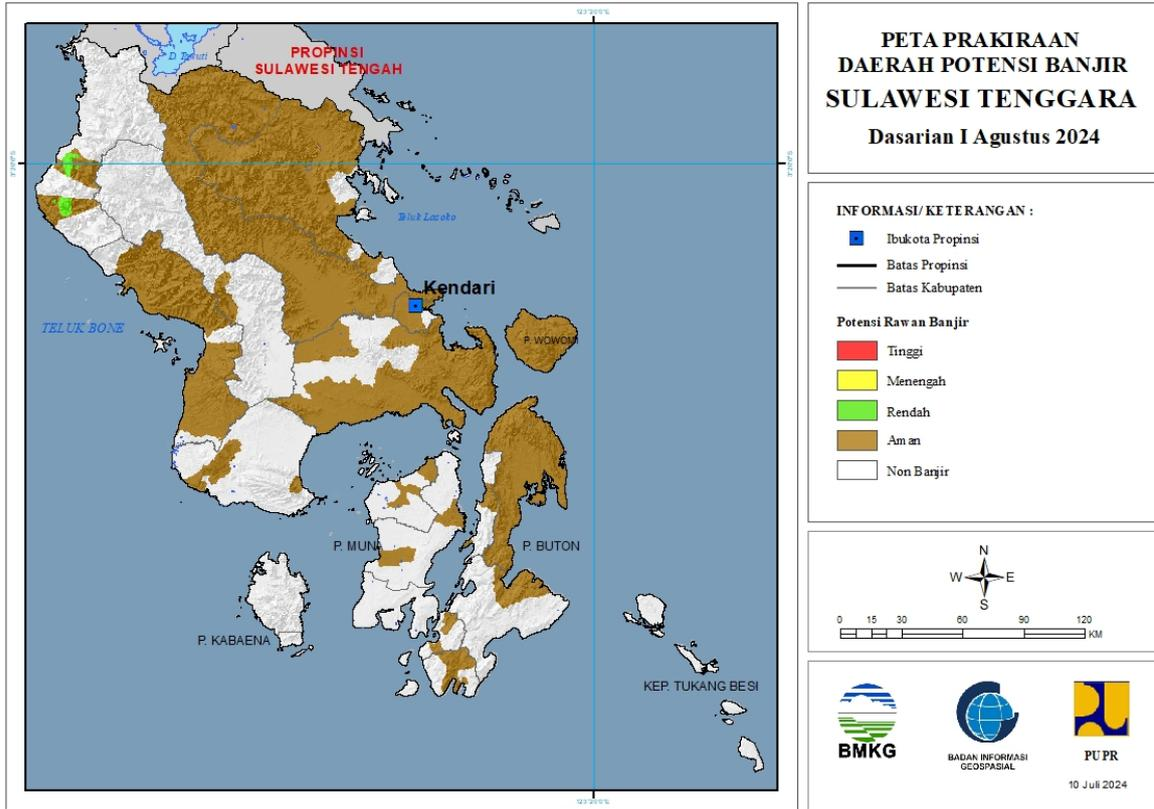 PETA PRAKIRAAN
DAERAH POTENSI BANJIR
SULAWESI TENGGARA
Dasarian I Agustus 2024
INFORMASI/KETERANGAN :
Ibukota Propinsi
Batas Propinsi
Batas Kabupaten
Potensi Rawan Banjir
Tinggi
Menengah
Rendah
Aman
Non Banjir
N
W E
S
0 15 30 60 90 120
KM
BMKG
BADAN INFORMASI
GEOSPASIAL
PUPR
10 Juli 2024
D. Towuti
PROPINSI
SULAWESI TENGAH
Teluk Lasolo
Kendari
TELUK BONE
P. WOWONI
P. MUNA
P. BUTON
P. KABAENA
KEP. TUKANG BESI